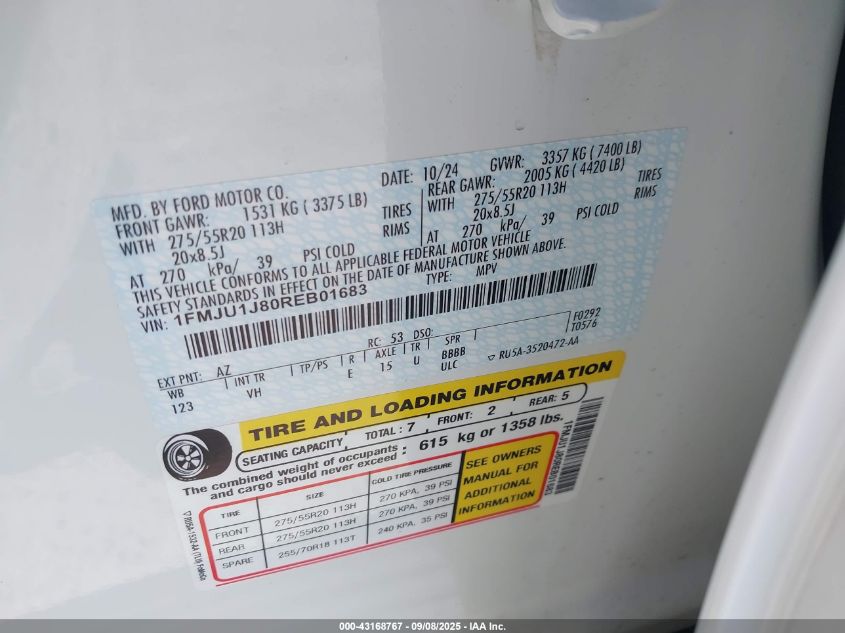 MFD. BY FORD MOTOR CO.
DATE: 10/24 GVWR: 3357 KG ( 7400 LB)
FRONT GAWR: 1531 KG ( 3375 LB)
REAR GAWR: 2005 KG ( 4420 LB)
WITH 275/55R20 113H TIRES
WITH 275/55R20 113H TIRES
20x8.5J RIMS
20x8.5J RIMS
AT 270 kPa/ 39 PSI COLD
AT 270 kPa/ 39 PSI COLD
THIS VEHICLE CONFORMS TO ALL APPLICABLE FEDERAL MOTOR VEHICLE
SAFETY STANDARDS IN EFFECT ON THE DATE OF MANUFACTURE SHOWN ABOVE.
VIN: 1FMJU1J80REB01683 TYPE: MPV
F0292
T0576
EXT PNT: AZ RC: 53 DSO:
WB INT TR TP/PS R AXLE TR SPR
123 VH E 15 U BBBB
ULC
▽ RU5A-3520472-AA
TIRE AND LOADING INFORMATION
SEATING CAPACITY TOTAL: 7 FRONT: 2 REAR: 5
The combined weight of occupants
and cargo should never exceed : 615 kg or 1358 lbs.
TIRE SIZE COLD TIRE PRESSURE
FRONT 275/55R20 113H 270 KPA, 39 PSI
REAR 275/55R20 113H 270 KPA, 39 PSI
SPARE 255/70R18 113T 240 KPA, 35 PSI
SEE OWNERS
MANUAL FOR
ADDITIONAL
INFORMATION
000-43168767 - 09/08/2025 - IAA Inc.